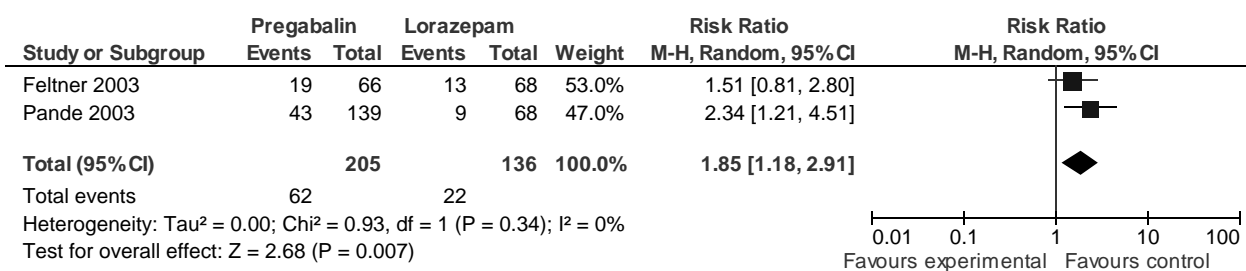 Pregabalin Lorazepam Risk Ratio Risk Ratio
Study or Subgroup Events Total Events Total Weight M-H, Random, 95%CI M-H, Random, 95%CI
Feltner 2003 19 66 13 68 53.0% 1.51 [0.81, 2.80]
Pande 2003 43 139 9 68 47.0% 2.34 [1.21, 4.51]
Total (95%CI) 205 136 100.0% 1.85 [1.18, 2.91]
Total events 62 22
Heterogeneity: Tau² = 0.00; Chi² = 0.93, df = 1 (P = 0.34); I² = 0%
Test for overall effect: Z = 2.68 (P = 0.007)
0.01 0.1 1 10 100
Favours experimental Favours control